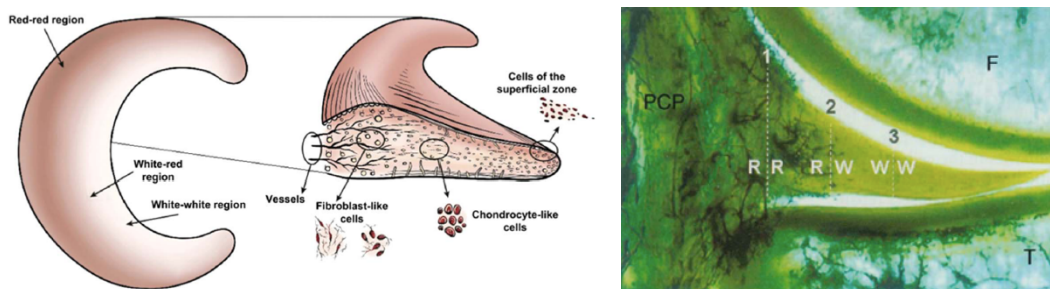 Red-red region
White-red
region
White-white region
Vessels
Fibroblast-like
cells
Chondrocyte-like
cells
Cells of the
superficial zone
PCP
1
2
3
F
R R
R W
W W
T